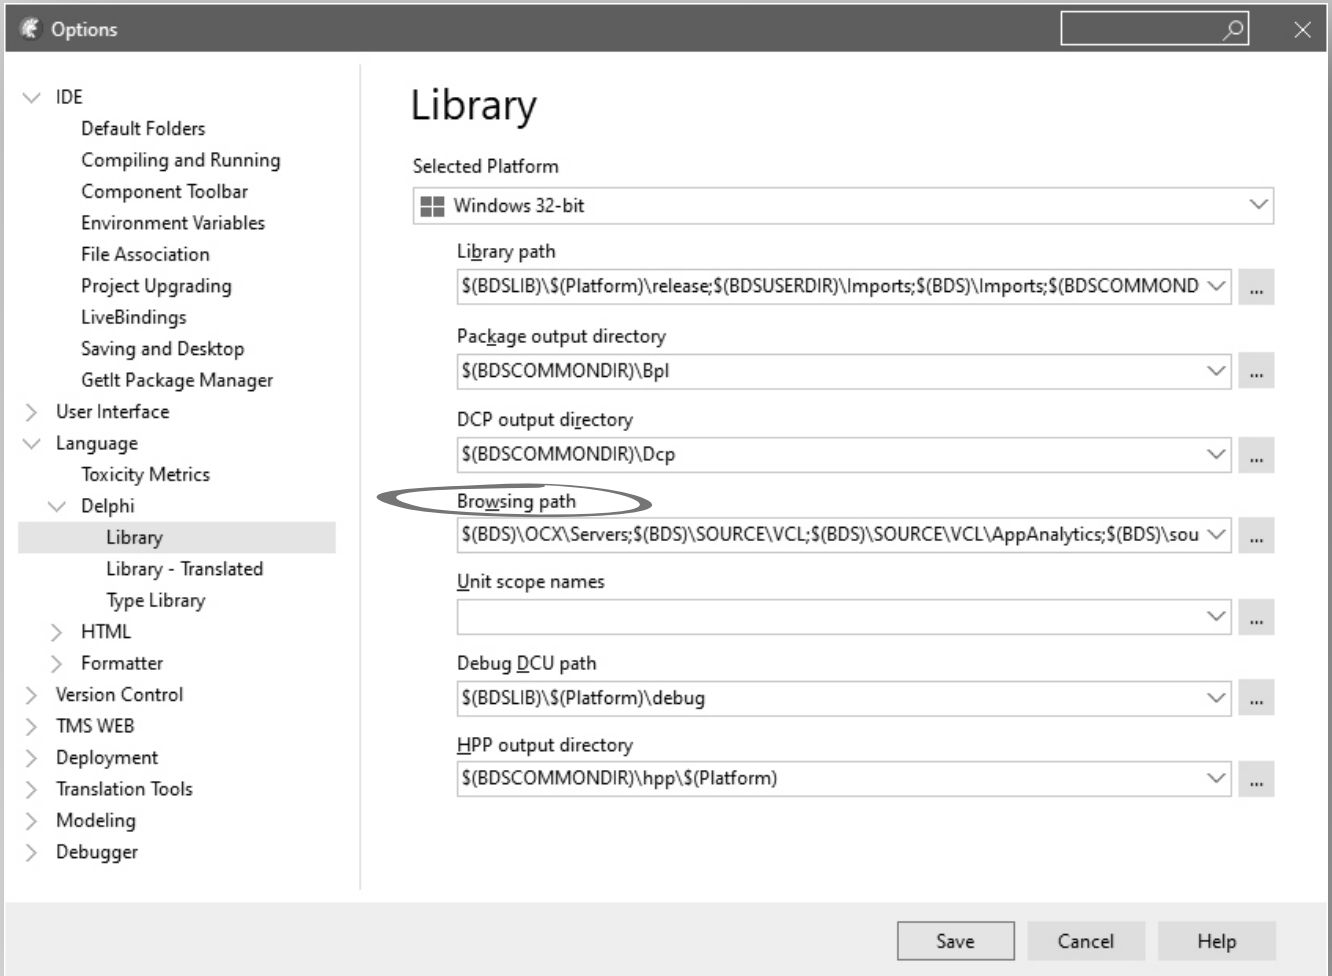 Options
IDE
Default Folders
Compiling and Running
Component Toolbar
Environment Variables
File Association
Project Upgrading
LiveBindings
Saving and Desktop
GetIt Package Manager
User Interface
Language
Toxicity Metrics
Delphi
Library
Library - Translated
Type Library
HTML
Formatter
Version Control
TMS WEB
Deployment
Translation Tools
Modeling
Debugger
Library
Selected Platform
Windows 32-bit
Library path
$(BDSLIB)\$(Platform)\release;$(BDSUSERDIR)\Imports;$(BDS)\Imports;$(BDSCOMMOND
...
Package output directory
$(BDSCOMMONDIR)\Bpl
...
DCP output directory
$(BDSCOMMONDIR)\Dcp
...
Browsing path
$(BDS)\OCX\Servers;$(BDS)\SOURCE\VCL;$(BDS)\SOURCE\VCL\AppAnalytics;$(BDS)\sou
...
Unit scope names
...
Debug DCU path
$(BDSLIB)\$(Platform)\debug
...
HPP output directory
$(BDSCOMMONDIR)\hpp\$(Platform)
...
Save
Cancel
Help